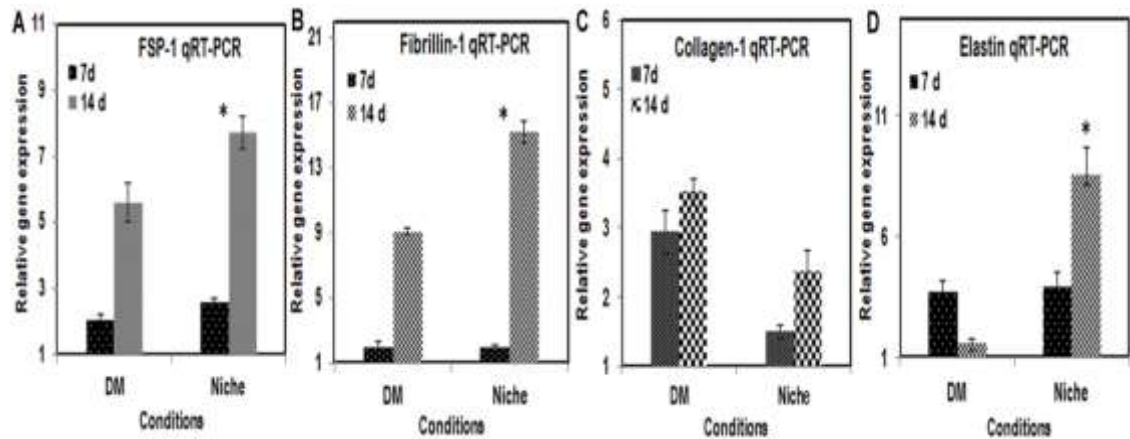 A
FSP-1 qRT-PCR
7d
14 d
*
Relative gene expression
11
9
7
5
3
1
DM
Niche
Conditions
B
Fibrillin-1 qRT-PCR
7d
14 d
*
Relative gene expression
21
17
13
9
5
1
DM
Niche
Conditions
C
Collagen-1 qRT-PCR
7d
14 d
Relative gene expression
6
5
4
3
2
1
DM
Niche
Conditions
D
Elastin qRT-PCR
7d
14 d
*
Relative gene expression
11
6
1
DM
Niche
Conditions